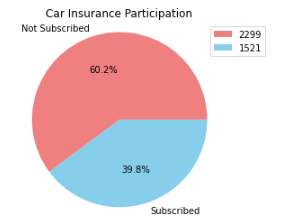 Car Insurance Participation
Not Subscribed
2299
1521
60.2%
39.8%
Subscribed